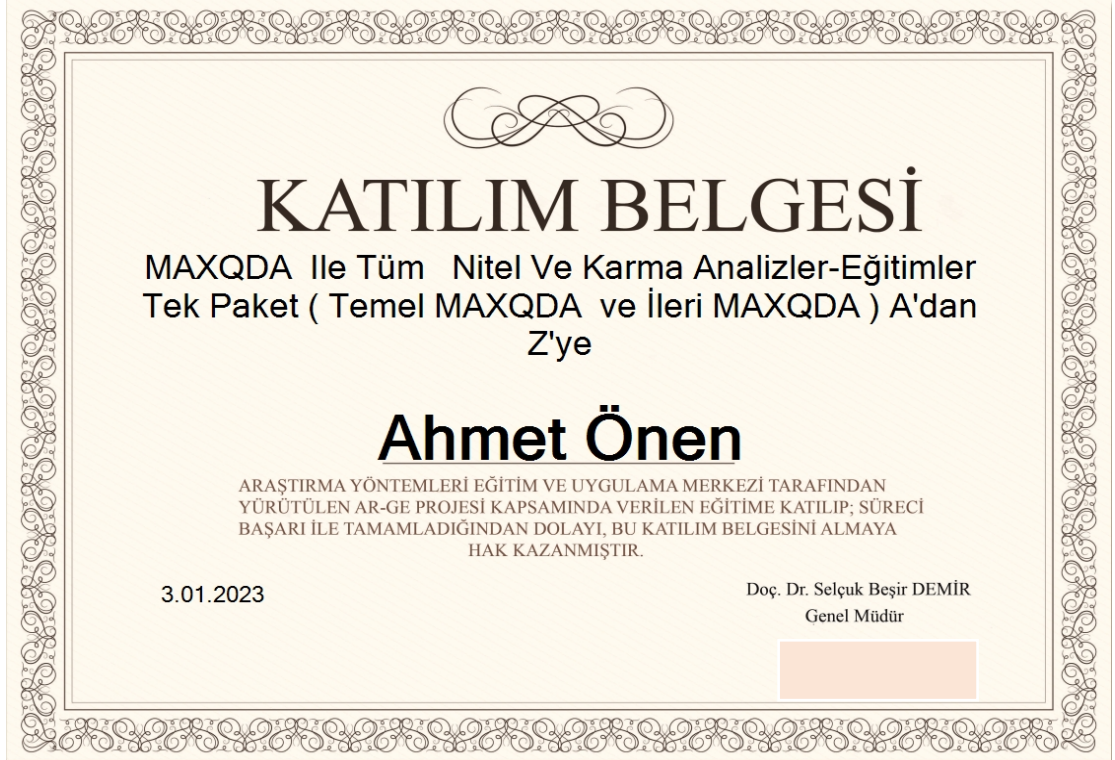 KATILIM BELGESİ
MAXQDA Ile Tüm Nitel Ve Karma Analizler-Eğitimler
Tek Paket ( Temel MAXQDA ve İleri MAXQDA ) A'dan
Z'ye
Ahmet Önen
ARAŞTIRMA YÖNTEMLERİ EĞİTİM VE UYGULAMA MERKEZİ TARAFINDAN
YÜRÜTÜLEN AR-GE PROJESİ KAPSAMINDA VERİLEN EĞİTİME KATILIP; SÜRECİ
BAŞARI İLE TAMAMLADIĞINDAN DOLAYI, BU KATILIM BELGESİNİ ALMAYA
HAK KAZANMIŞTIR.
3.01.2023
Doç. Dr. Selçuk Beşir DEMİR
Genel Müdür